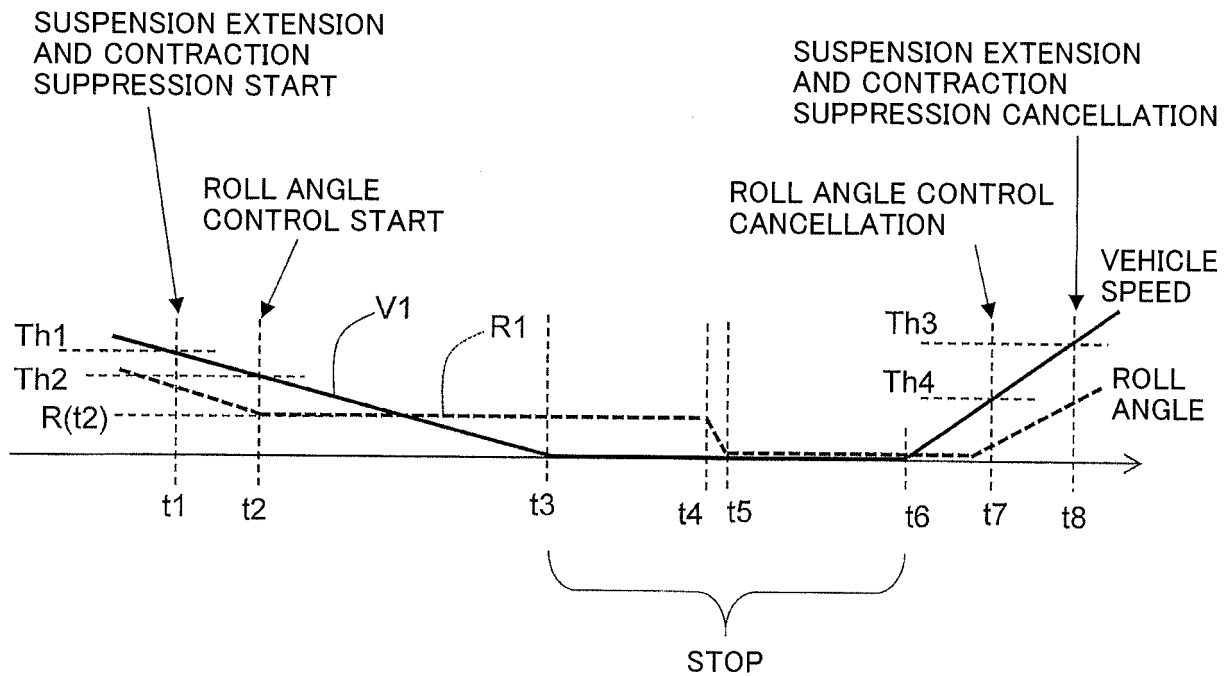 SUSPENSION EXTENSION
AND CONTRACTION
SUPPRESSION START
SUSPENSION EXTENSION
AND CONTRACTION
SUPPRESSION CANCELLATION
ROLL ANGLE
CONTROL START
ROLL ANGLE CONTROL
CANCELLATION
VEHICLE
SPEED
V1
R1
Th1
Th2
R(t2)
Th3
Th4
ROLL
ANGLE
t1
t2
t3
t4
t5
t6
t7
t8
STOP